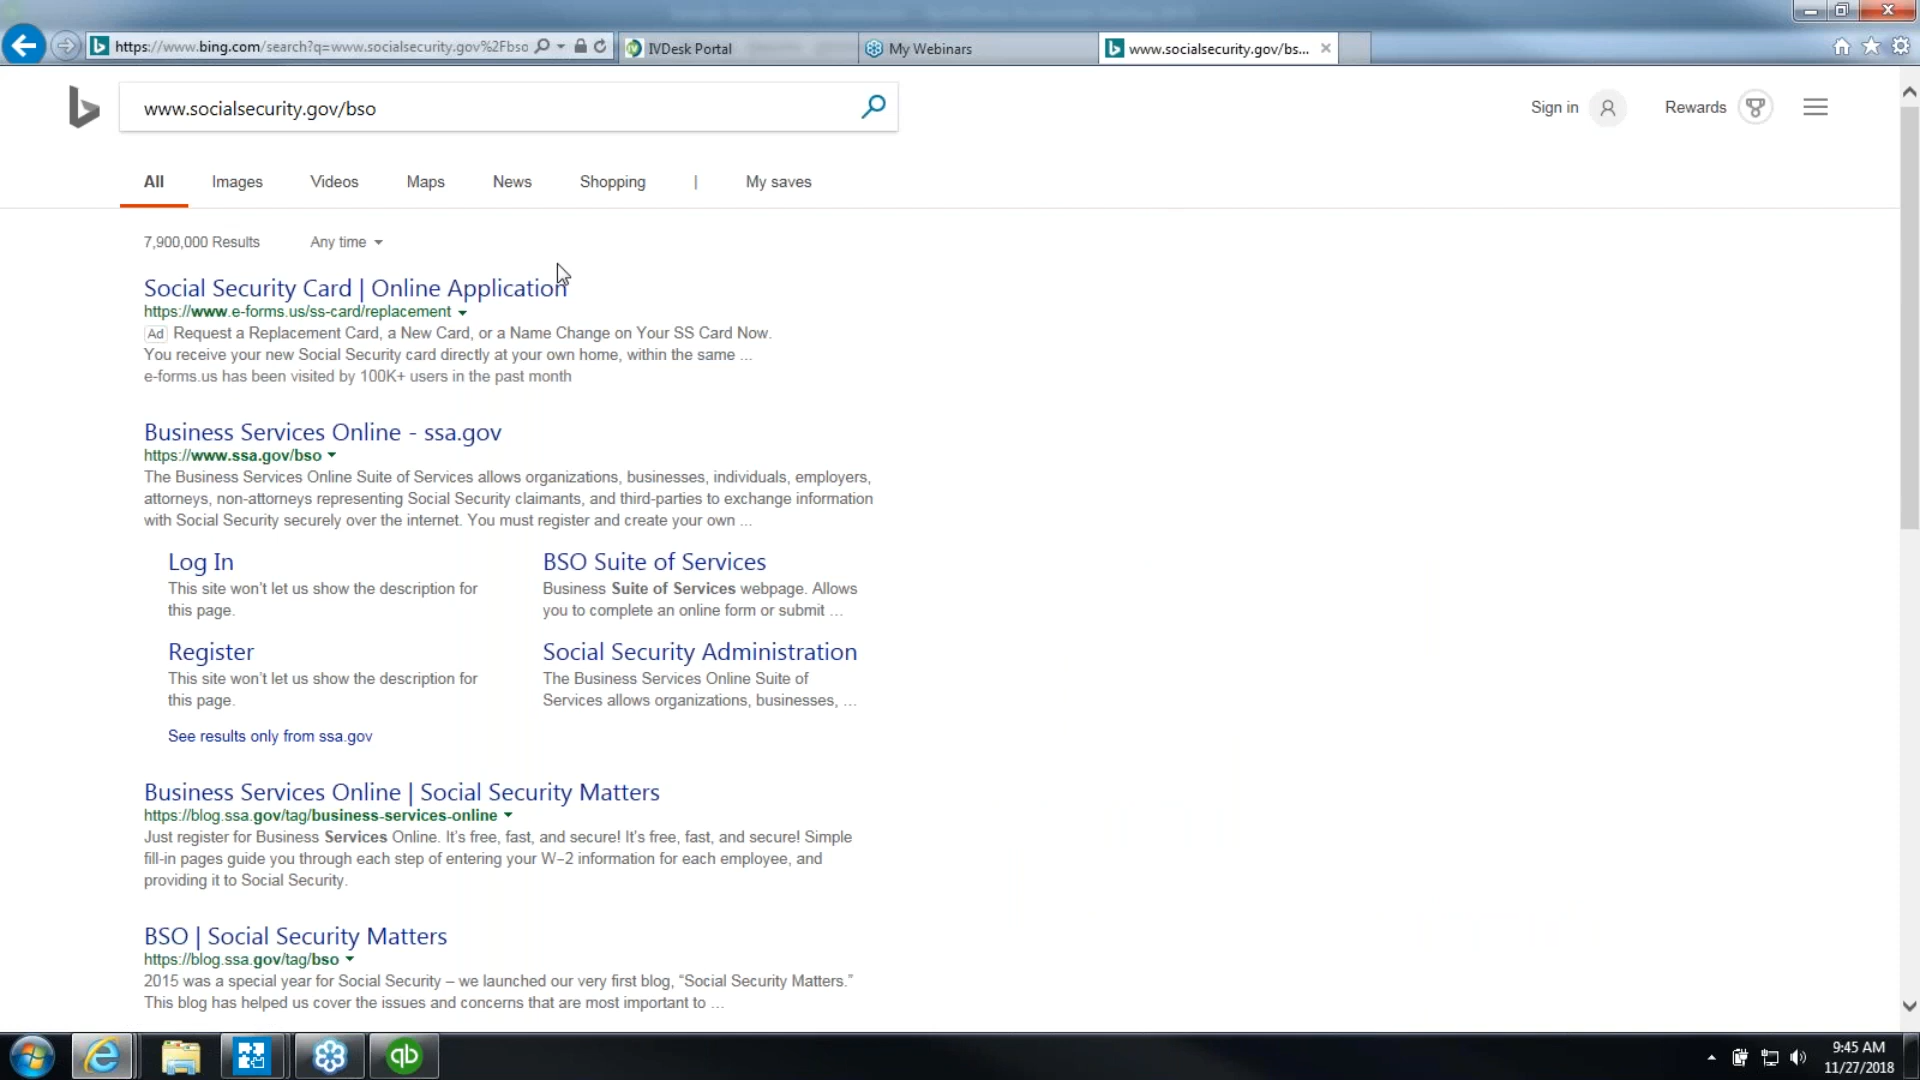 https://www.bing.com/search?q=www.socialsecurity.gov%2Fbso
IVDesk Portal
My Webinars
www.socialsecurity.gov/bs...
www.socialsecurity.gov/bso
Sign in
Rewards
All
Images
Videos
Maps
News
Shopping
|
My saves
7,900,000 Results
Any time
Social Security Card | Online Application
https://www.e-forms.us/ss-card/replacement
Ad Request a Replacement Card, a New Card, or a Name Change on Your SS Card Now.
You receive your new Social Security card directly at your own home, within the same ...
e-forms.us has been visited by 100K+ users in the past month
Business Services Online - ssa.gov
https://www.ssa.gov/bso
The Business Services Online Suite of Services allows organizations, businesses, individuals, employers,
attorneys, non-attorneys representing Social Security claimants, and third-parties to exchange information
with Social Security securely over the internet. You must register and create your own ...
Log In
This site won't let us show the description for
this page.
BSO Suite of Services
Business Suite of Services webpage. Allows
you to complete an online form or submit ...
Register
This site won't let us show the description for
this page.
Social Security Administration
The Business Services Online Suite of
Services allows organizations, businesses, ...
See results only from ssa.gov
Business Services Online | Social Security Matters
https://blog.ssa.gov/tag/business-services-online
Just register for Business Services Online. It's free, fast, and secure! It's free, fast, and secure! Simple
fill-in pages guide you through each step of entering your W–2 information for each employee, and
providing it to Social Security.
BSO | Social Security Matters
https://blog.ssa.gov/tag/bso
2015 was a special year for Social Security – we launched our very first blog, “Social Security Matters.”
This blog has helped us cover the issues and concerns that are most important to ...
qb
9:45 AM
11/27/2018